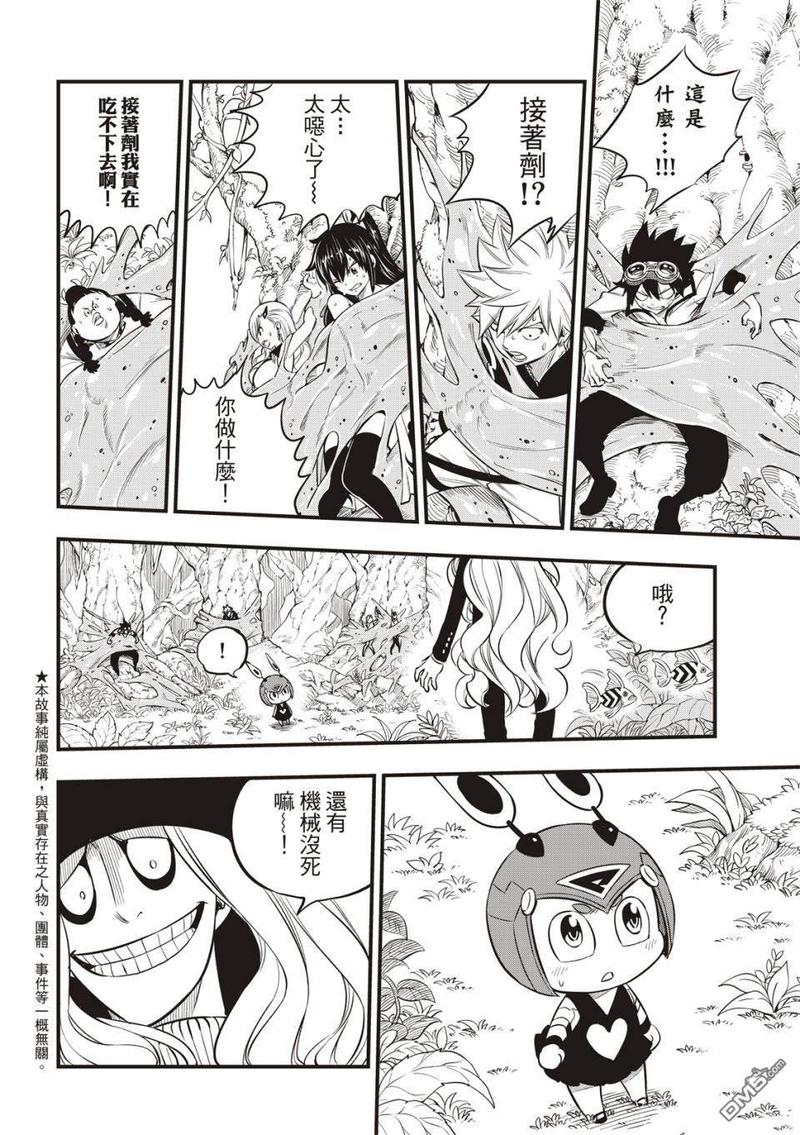 這是
什麼…!!!
接著劑!?
太…
太噁心了～
你做什麼！
接著劑我實在
吃不下去啊！
哦？
！
還有
機械沒死
嘛～！
★本故事純屬虛構，與真實存在之人物、團體、事件等一概無關。
DM5.com